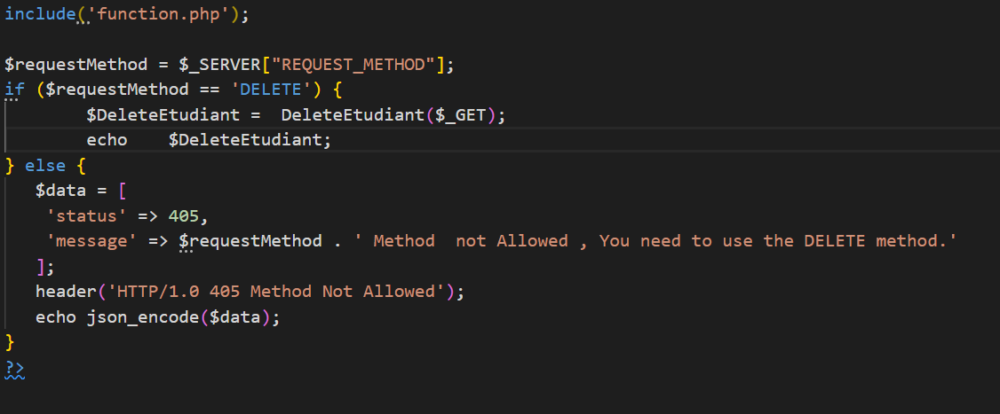 include('function.php');
$requestMethod = $_SERVER["REQUEST_METHOD"];
if ($requestMethod == 'DELETE') {
$DeleteEtudiant =  DeleteEtudiant($_GET);
echo    $DeleteEtudiant;
} else {
$data = [
'status' => 405,
'message' => $requestMethod . ' Method  not Allowed , You need to use the DELETE method.'
];
header('HTTP/1.0 405 Method Not Allowed');
echo json_encode($data);
}
?>